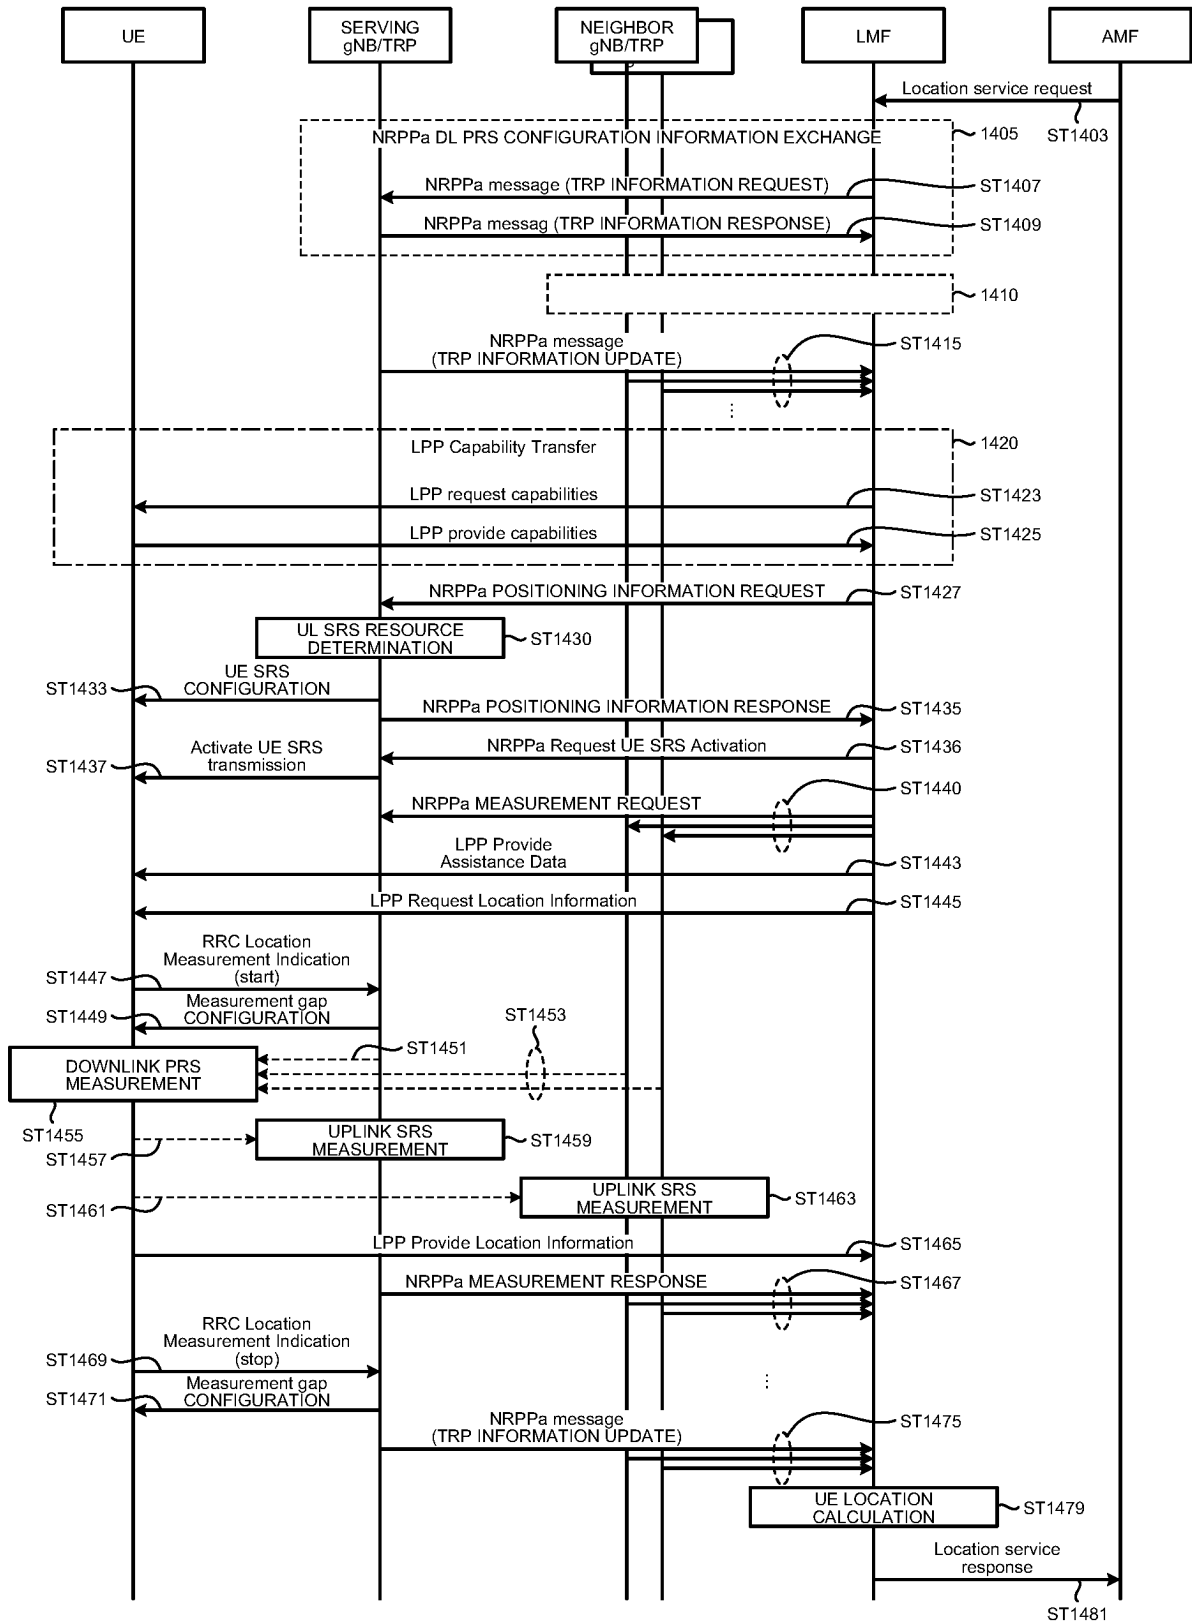 UE
SERVING
gNB/TRP
NEIGHBOR
gNB/TRP
LMF
AMF
Location service request
ST1403
NRPPa DL PRS CONFIGURATION INFORMATION EXCHANGE
1405
NRPPa message (TRP INFORMATION REQUEST)
ST1407
NRPPa messag (TRP INFORMATION RESPONSE)
ST1409
1410
NRPPa message
(TRP INFORMATION UPDATE)
ST1415
⋮
LPP Capability Transfer
1420
LPP request capabilities
ST1423
LPP provide capabilities
ST1425
NRPPa POSITIONING INFORMATION REQUEST
ST1427
UL SRS RESOURCE
DETERMINATION
ST1430
UE SRS
CONFIGURATION
ST1433
NRPPa POSITIONING INFORMATION RESPONSE
ST1435
NRPPa Request UE SRS Activation
ST1436
Activate UE SRS
transmission
ST1437
NRPPa MEASUREMENT REQUEST
ST1440
LPP Provide
Assistance Data
ST1443
LPP Request Location Information
ST1445
RRC Location
Measurement Indication
(start)
ST1447
Measurement gap
CONFIGURATION
ST1449
ST1451
ST1453
DOWNLINK PRS
MEASUREMENT
ST1455
ST1457
UPLINK SRS
MEASUREMENT
ST1459
ST1461
UPLINK SRS
MEASUREMENT
ST1463
LPP Provide Location Information
ST1465
NRPPa MEASUREMENT RESPONSE
ST1467
RRC Location
Measurement Indication
(stop)
ST1469
⋮
Measurement gap
CONFIGURATION
ST1471
NRPPa message
(TRP INFORMATION UPDATE)
ST1475
UE LOCATION
CALCULATION
ST1479
Location service
response
ST1481